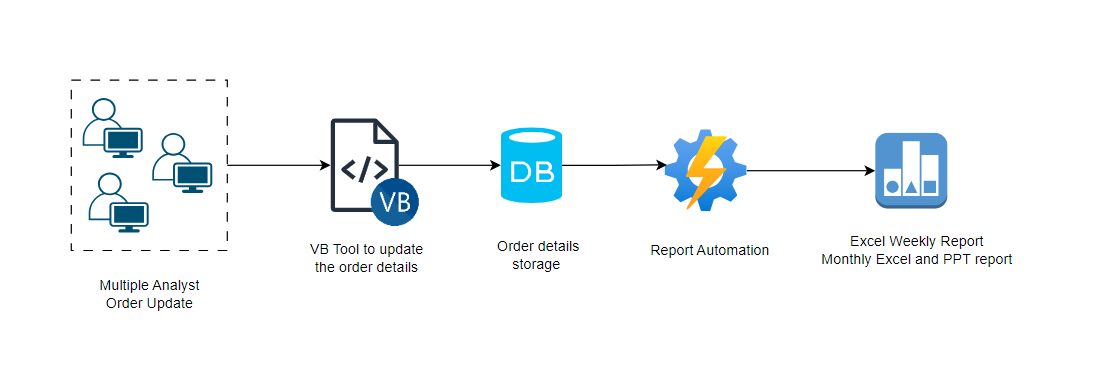 VB
DB
Multiple Analyst
Order Update
VB Tool to update
the order details
Order details
storage
Report Automation
Excel Weekly Report
Monthly Excel and PPT report